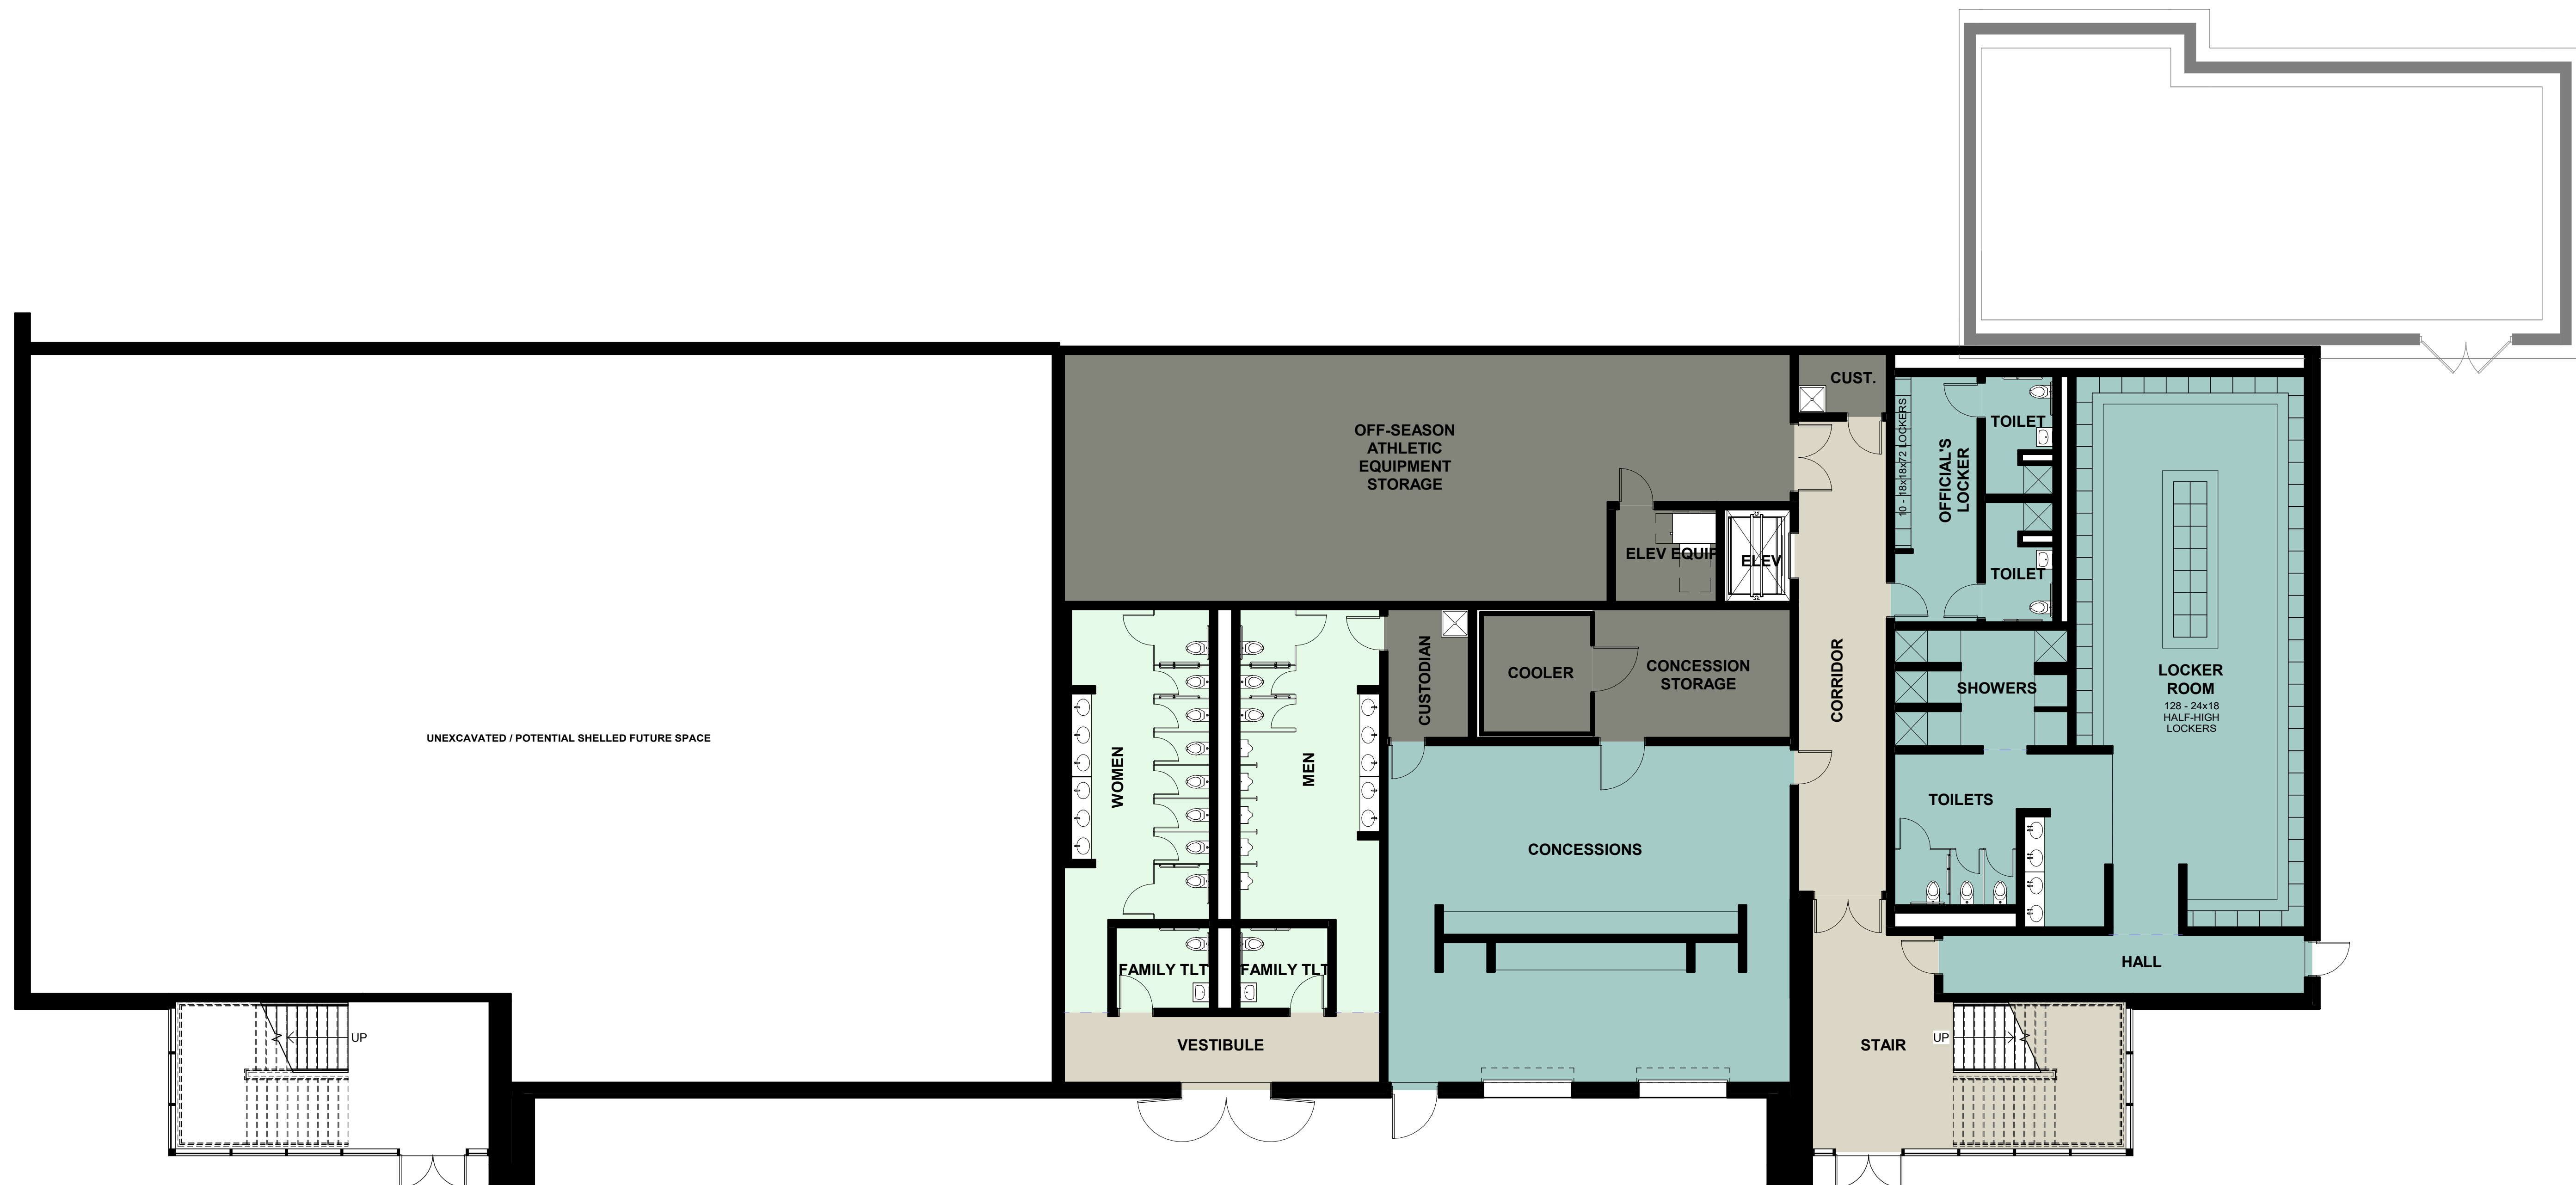 CUST.
OFF-SEASON
ATHLETIC
EQUIPMENT
STORAGE
10 - 18x18x72 LOCKERS
OFFICIAL'S
LOCKER
TOILET
ELEV EQUIP
ELEV
TOILET
CUSTODIAN
COOLER
CONCESSION
STORAGE
CORRIDOR
SHOWERS
LOCKER
ROOM
128 - 24x18
HALF-HIGH
LOCKERS
UNEXCAVATED / POTENTIAL SHELLED FUTURE SPACE
WOMEN
MEN
TOILETS
CONCESSIONS
FAMILY TLT
FAMILY TLT
HALL
UP
VESTIBULE
STAIR
UP